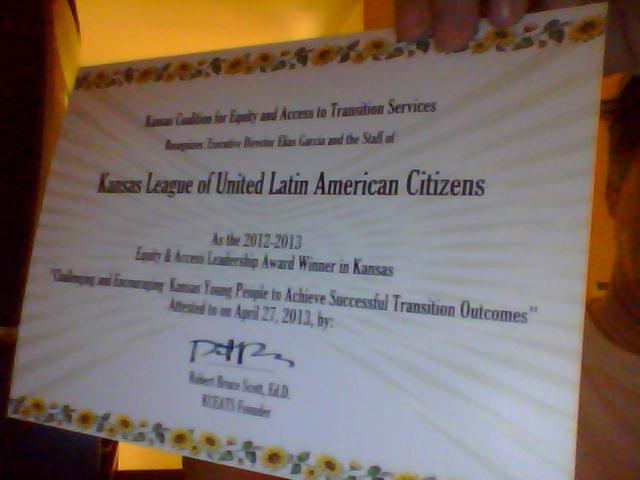 Kansas Coalition for Equity and Access to Transition Services
Recognizes Executive Director Elias Garcia and the Staff of
Kansas League of United Latin American Citizens
As the 2012-2013
Equity & Access Leadership Award Winner in Kansas
"Challenging and Encouraging Kansas Young People to Achieve Successful Transition Outcomes"
Attested to on April 27, 2013, by:
Robert Bruce Scott, Ed.D.
KCEATS Founder